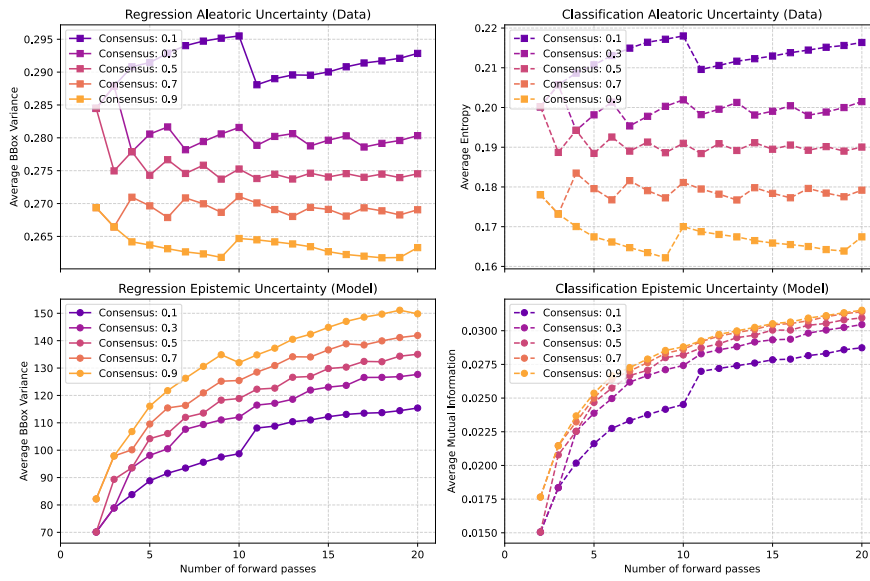 Regression Aleatoric Uncertainty (Data)
Average BBox Variance
0.295
0.290
0.285
0.280
0.275
0.270
0.265
Consensus: 0.1
Consensus: 0.3
Consensus: 0.5
Consensus: 0.7
Consensus: 0.9
Classification Aleatoric Uncertainty (Data)
Average Entropy
0.22
0.21
0.20
0.19
0.18
0.17
0.16
Consensus: 0.1
Consensus: 0.3
Consensus: 0.5
Consensus: 0.7
Consensus: 0.9
Regression Epistemic Uncertainty (Model)
Average BBox Variance
150
140
130
120
110
100
90
80
70
Consensus: 0.1
Consensus: 0.3
Consensus: 0.5
Consensus: 0.7
Consensus: 0.9
0 5 10 15 20
Number of forward passes
Classification Epistemic Uncertainty (Model)
Average Mutual Information
0.0300
0.0275
0.0250
0.0225
0.0200
0.0175
0.0150
Consensus: 0.1
Consensus: 0.3
Consensus: 0.5
Consensus: 0.7
Consensus: 0.9
0 5 10 15 20
Number of forward passes